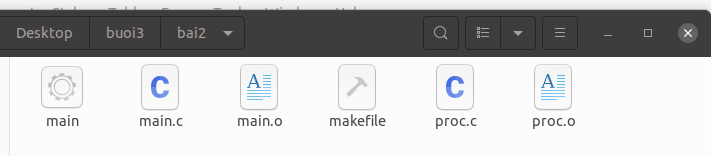 Desktop buoi3 bai2
main main.c main.o makefile proc.c proc.o